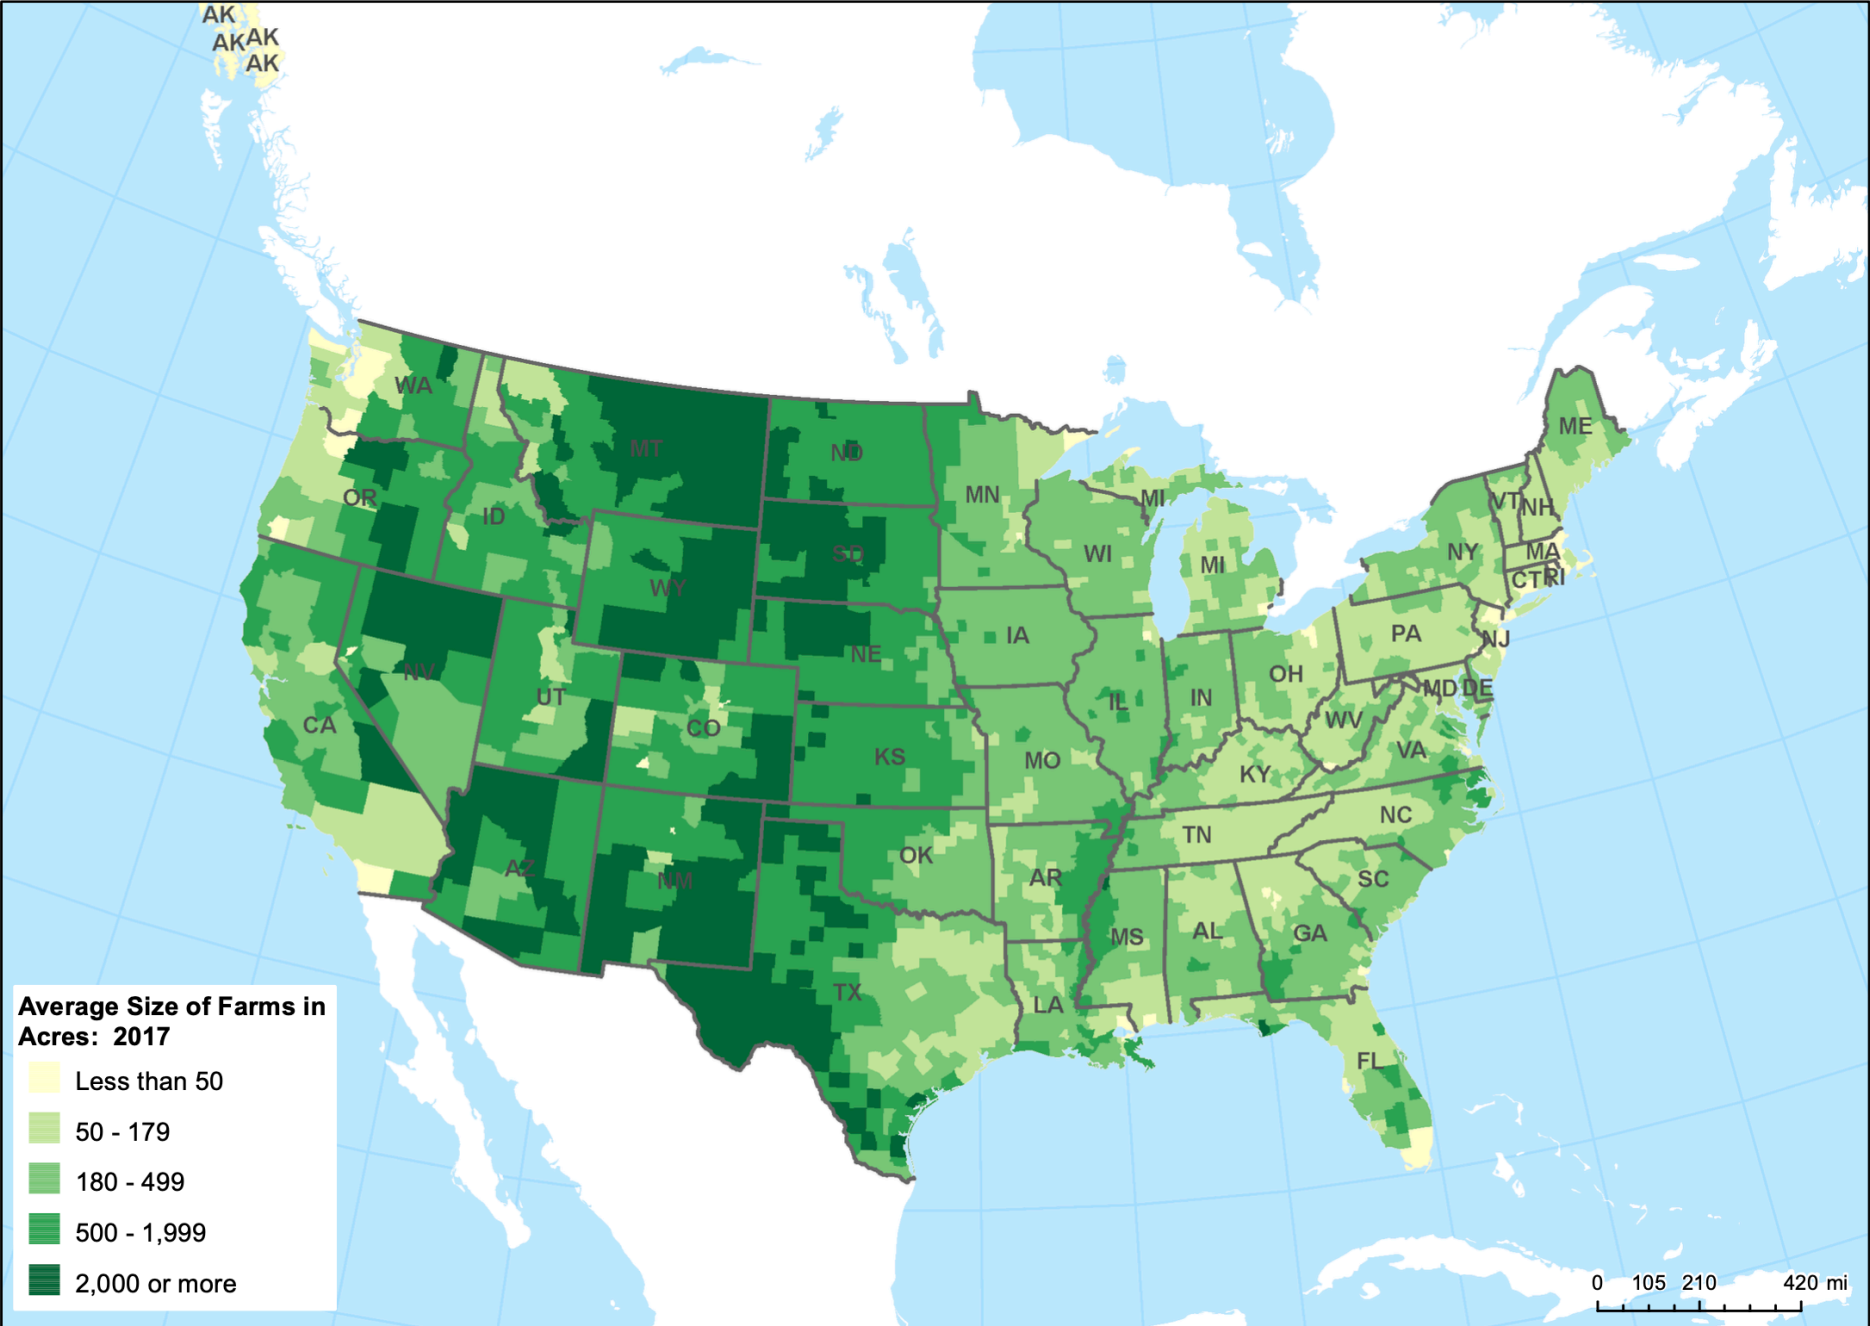 AK
AK AK
AK
WA
MT
ND
MN
ME
OR
ID
SD
WI
MI
MI
VT
NH
NY
MA
CT
RI
WY
NE
IA
PA
NJ
NV
UT
CO
KS
MO
IL
IN
OH
WV
MD
DE
VA
CA
KY
NC
TN
AZ
NM
OK
AR
SC
MS
AL
GA
TX
LA
FL
Average Size of Farms in
Acres: 2017
Less than 50
50 - 179
180 - 499
500 - 1,999
2,000 or more
0 105 210 420 mi